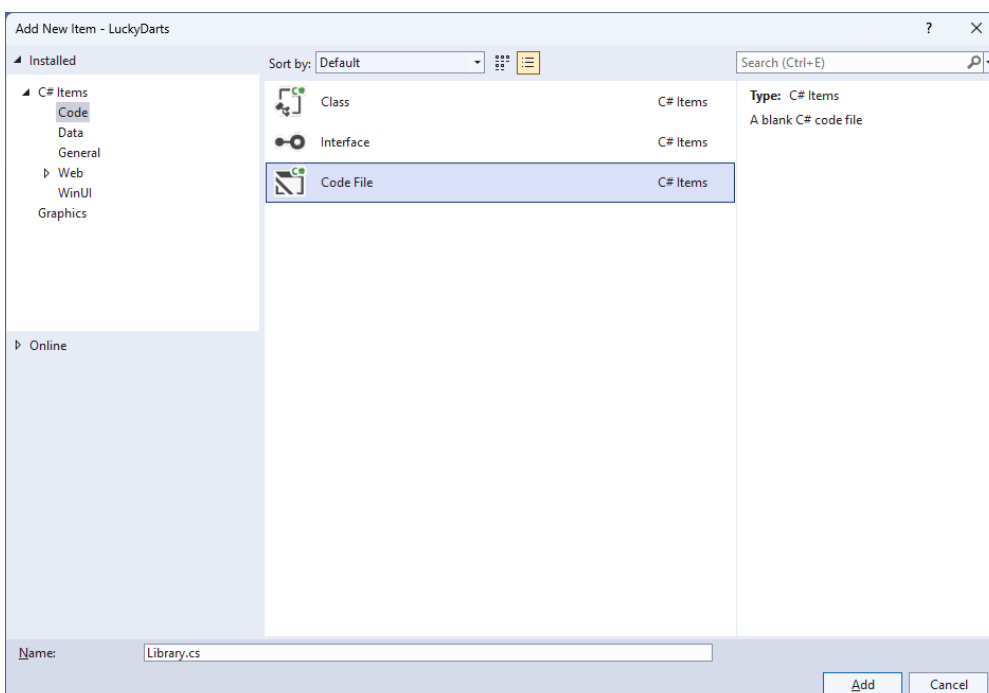 Add New Item - LuckyDarts
?
Installed
Sort by: Default
Search (Ctrl+E)
C# Items
Code
Data
General
Web
WinUI
Graphics
Online
Class C# Items
Interface C# Items
Code File C# Items
Type: C# Items
A blank C# code file
Name: Library.cs
Add Cancel